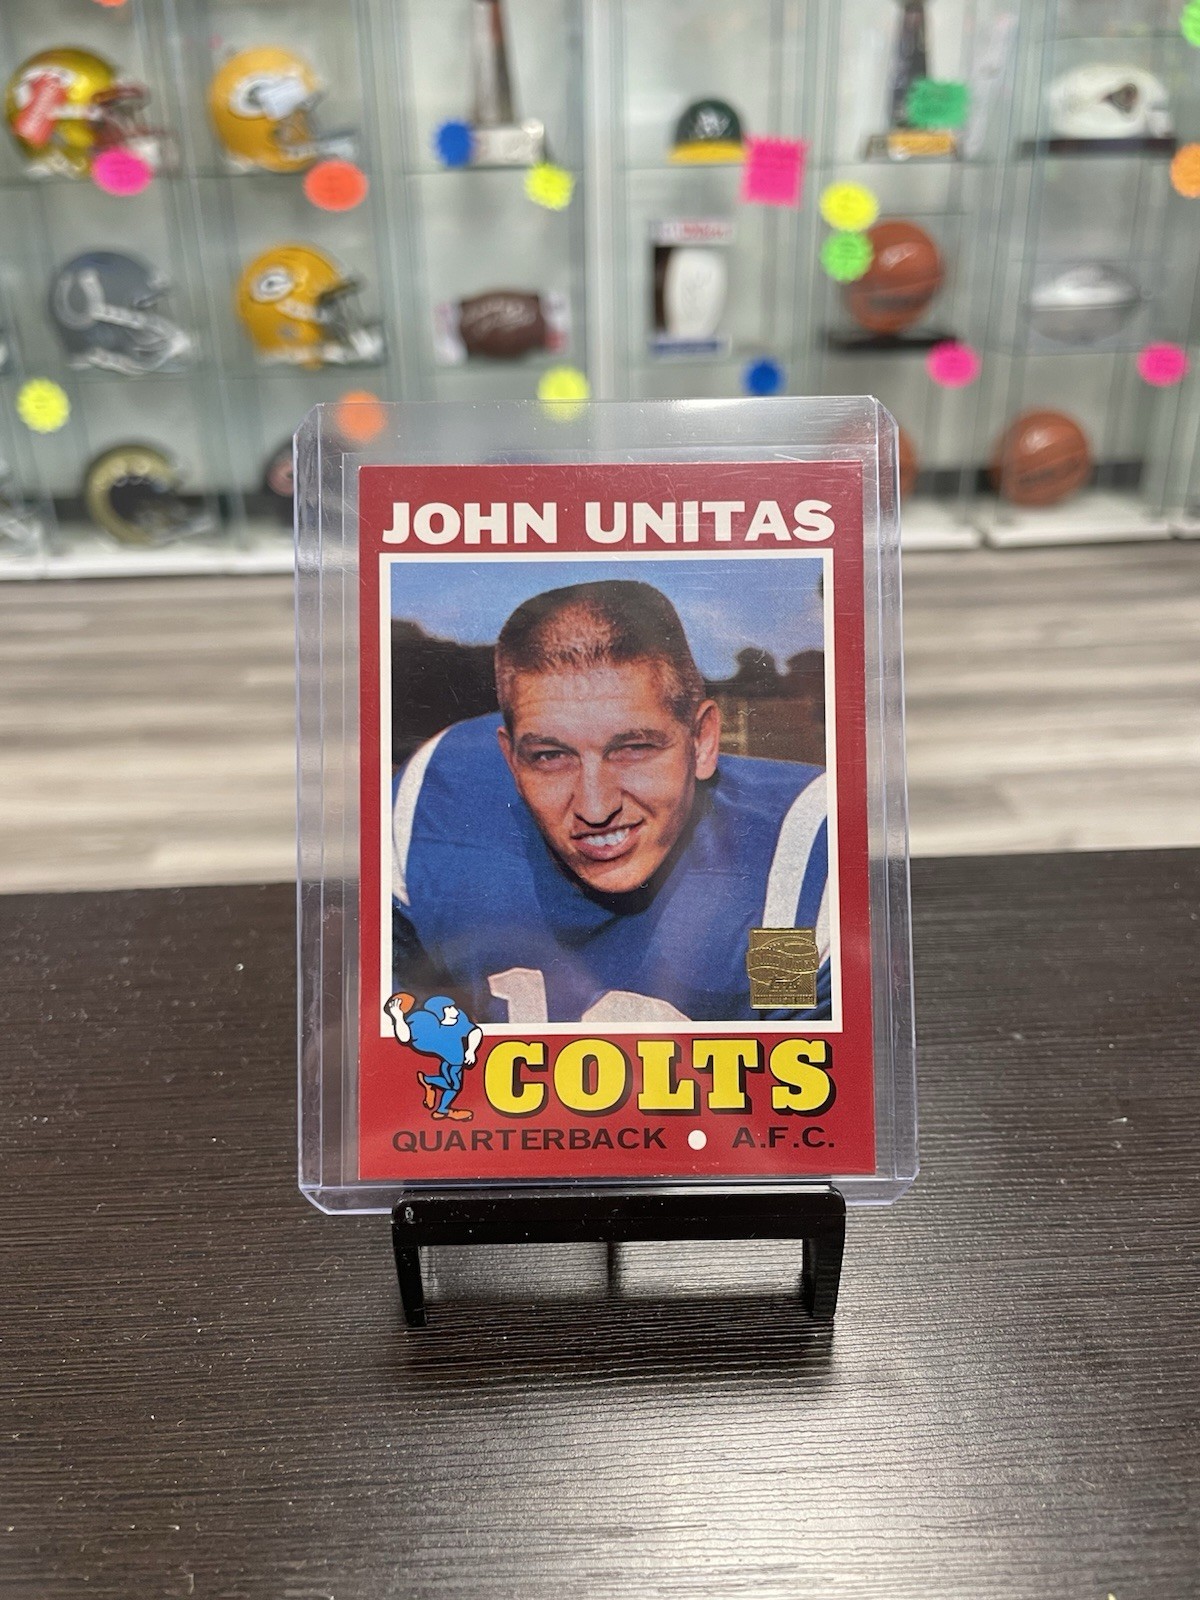 JOHN UNITAS
COLTS
QUARTERBACK • A.F.C.